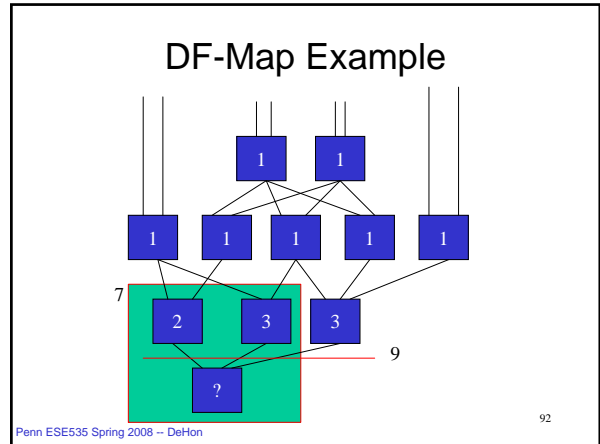 DF-Map Example
1 1
1 1 1 1 1
7
2 3 3
9
?
92
Penn ESE535 Spring 2008 -- DeHon